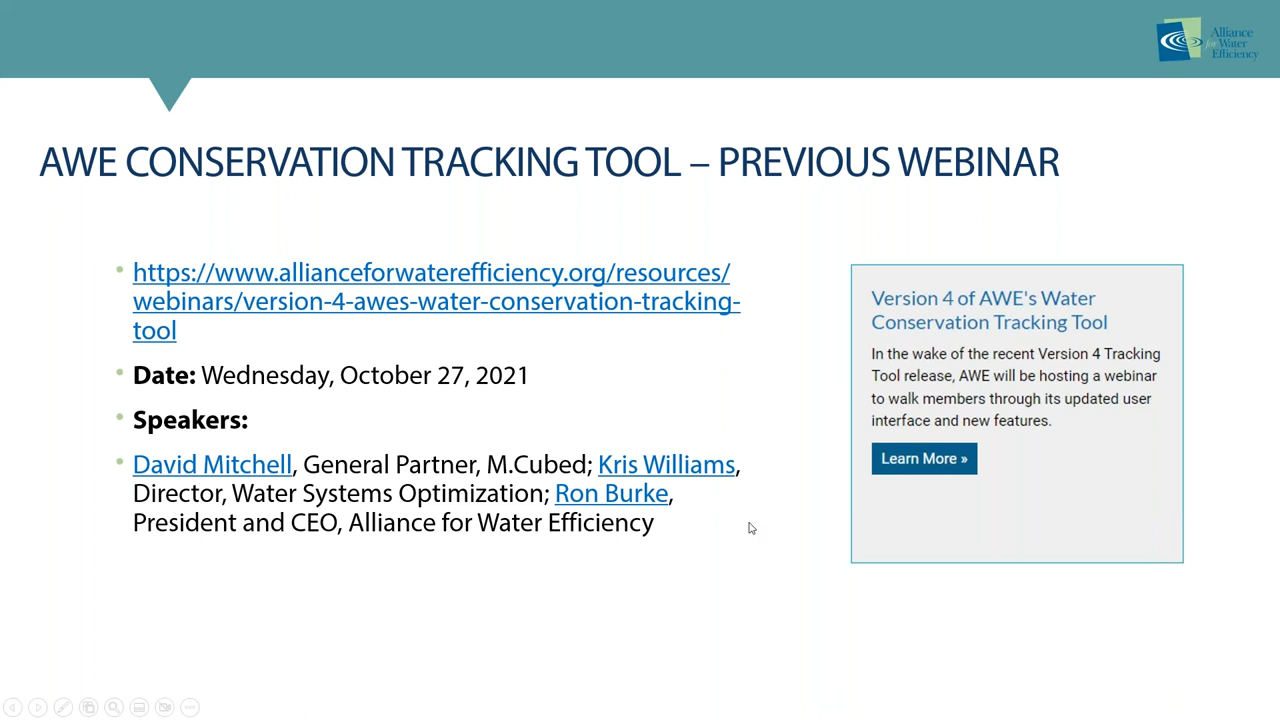 Alliance
for Water
Efficiency
AWE CONSERVATION TRACKING TOOL – PREVIOUS WEBINAR
• https://www.allianceforwaterefficiency.org/resources/
webinars/version-4-awes-water-conservation-tracking-
tool
• Date: Wednesday, October 27, 2021
• Speakers:
• David Mitchell, General Partner, M.Cubed; Kris Williams,
Director, Water Systems Optimization; Ron Burke,
President and CEO, Alliance for Water Efficiency
Version 4 of AWE's Water
Conservation Tracking Tool
In the wake of the recent Version 4 Tracking
Tool release, AWE will be hosting a webinar
to walk members through its updated user
interface and new features.
Learn More »